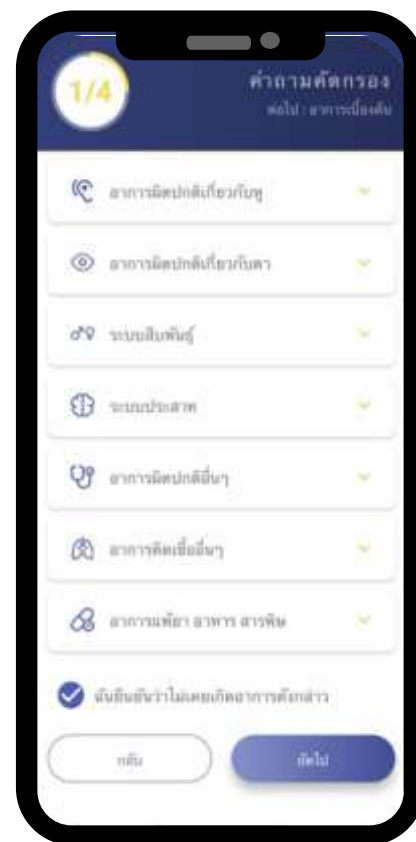 1/4
คำถามคัดกรอง
ต่อไป : อาการเบื้องต้น
อาการผิดปกติเกี่ยวกับหู
อาการผิดปกติเกี่ยวกับตา
ระบบสืบพันธุ์
ระบบประสาท
อาการผิดปกติอื่นๆ
อาการติดเชื้ออื่นๆ
อาการแพ้ยา อาหาร สารพิษ
ฉันยืนยันว่าไม่เคยเกิดอาการดังกล่าว
กลับ
ถัดไป